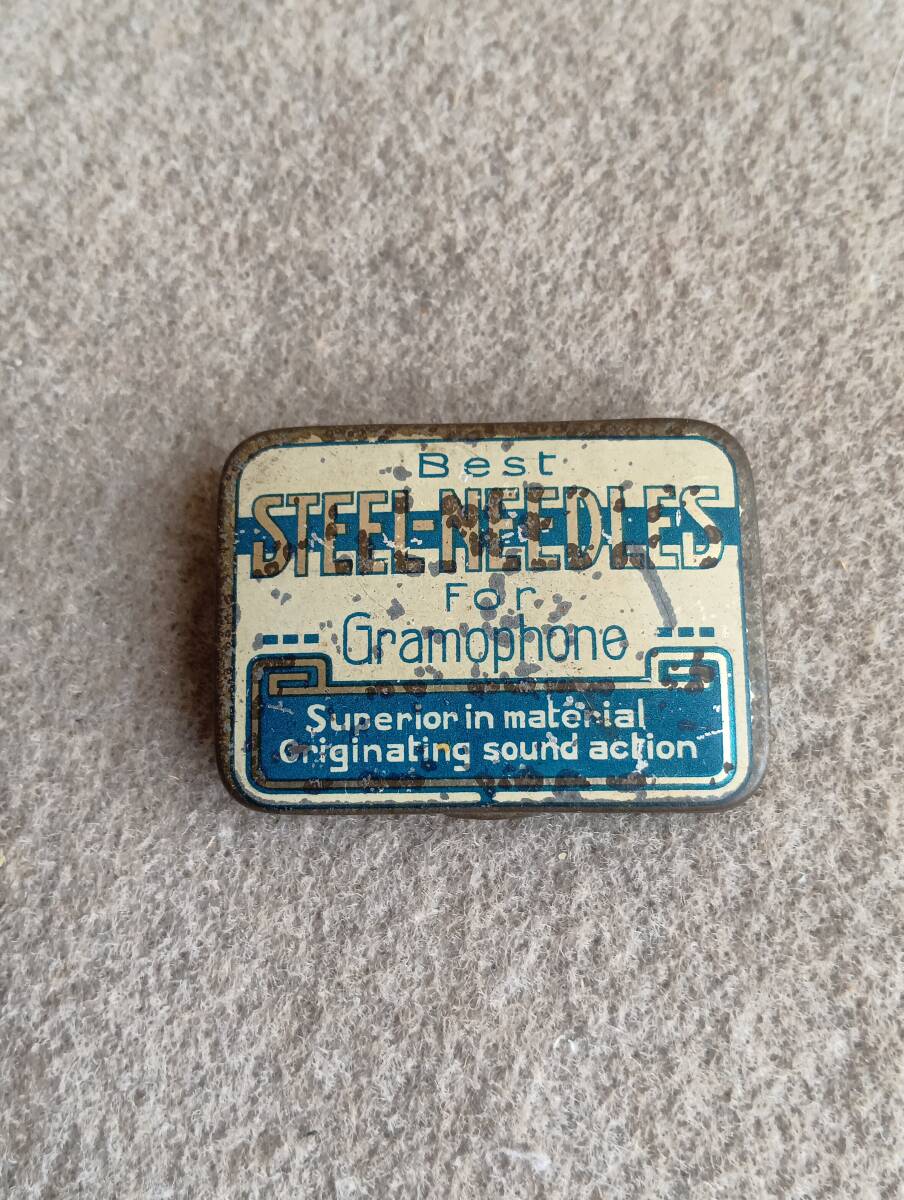 Best
STEEL-NEEDLES
For
Gramophone
Superior in material
Originating sound action